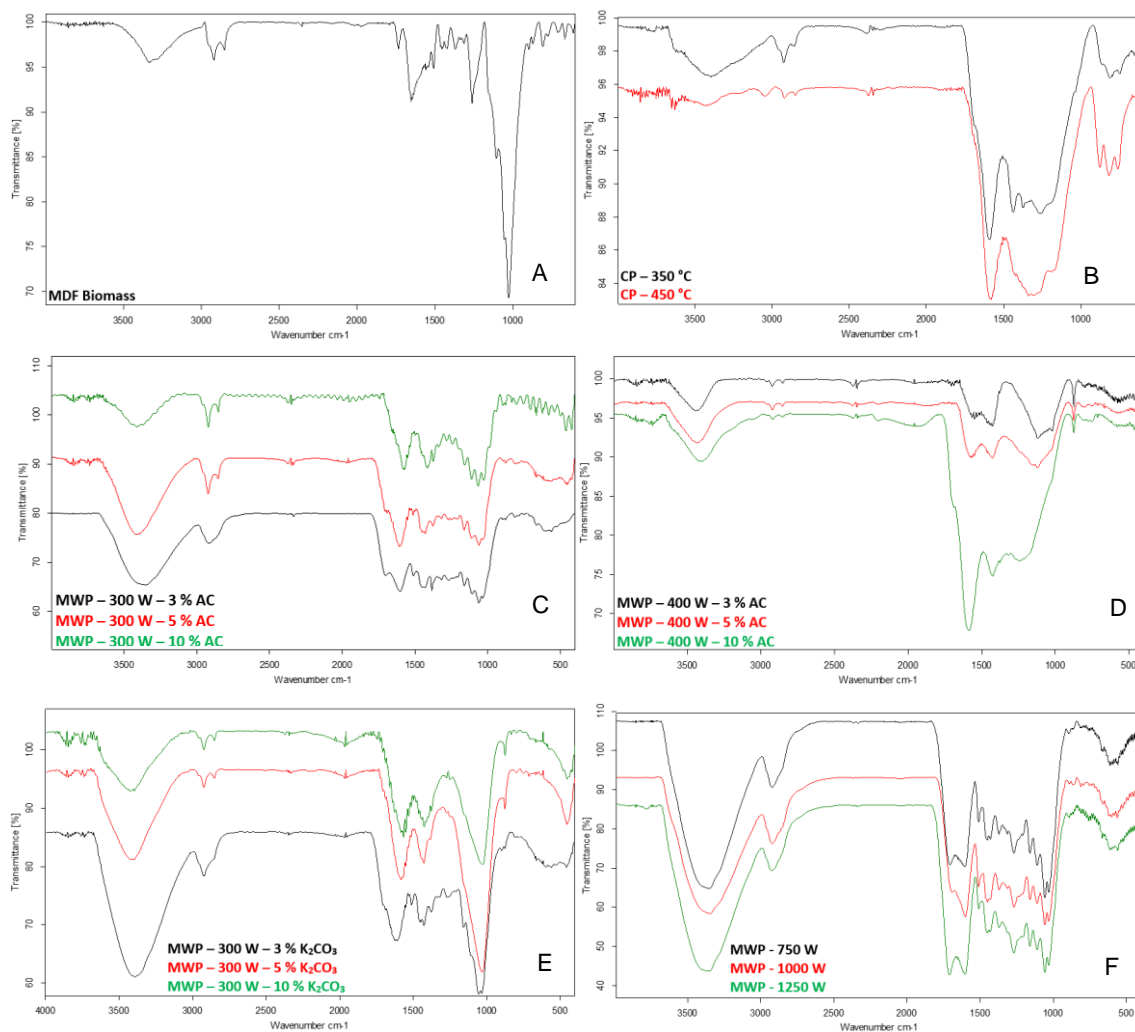 100
95
90
85
80
75
70
Transmittance [%]
3500
3000
2500
2000
1500
1000
Wavenumber cm-1
MDF Biomass
A
100
98
96
94
92
90
88
86
84
Transmittance [%]
3500
3000
2500
2000
1500
1000
Wavenumber cm-1
CP – 350 °C
CP – 450 °C
B
110
100
90
80
70
60
Transmittance [%]
3500
3000
2500
2000
1500
1000
500
Wavenumber cm-1
MWP – 300 W – 3 % AC
MWP – 300 W – 5 % AC
MWP – 300 W – 10 % AC
C
100
95
90
85
80
75
70
Transmittance [%]
3500
3000
2500
2000
1500
1000
500
Wavenumber cm-1
MWP – 400 W – 3 % AC
MWP – 400 W – 5 % AC
MWP – 400 W – 10 % AC
D
100
90
80
70
60
Transmittance [%]
4000
3500
3000
2500
2000
1500
1000
500
Wavenumber cm-1
MWP – 300 W – 3 % K₂CO₃
MWP – 300 W – 5 % K₂CO₃
MWP – 300 W – 10 % K₂CO₃
E
110
100
90
80
70
60
50
40
Transmittance [%]
3500
3000
2500
2000
1500
1000
500
Wavenumber cm-1
MWP - 750 W
MWP - 1000 W
MWP - 1250 W
F